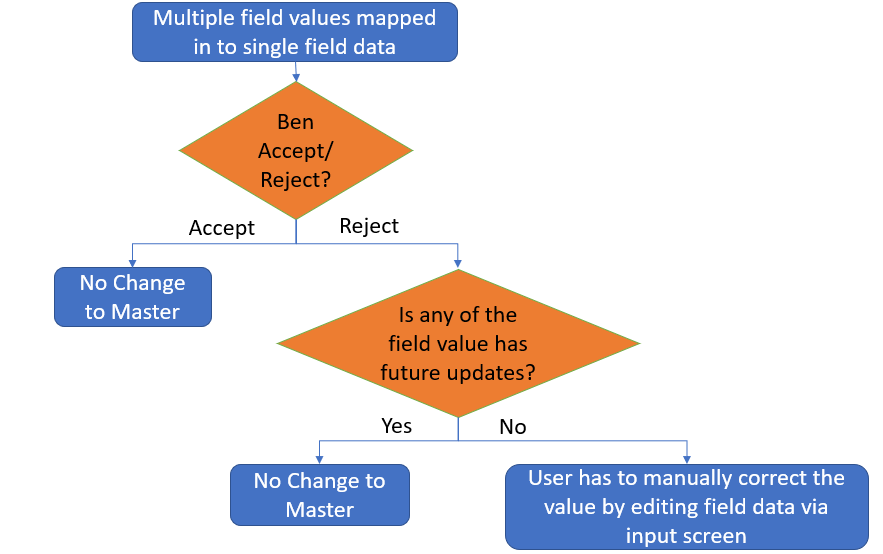 Multiple field values mapped
in to single field data
Ben
Accept/
Reject?
Accept
Reject
No Change
to Master
Is any of the
field value has
future updates?
Yes
No
No Change to
Master
User has to manually correct the
value by editing field data via
input screen